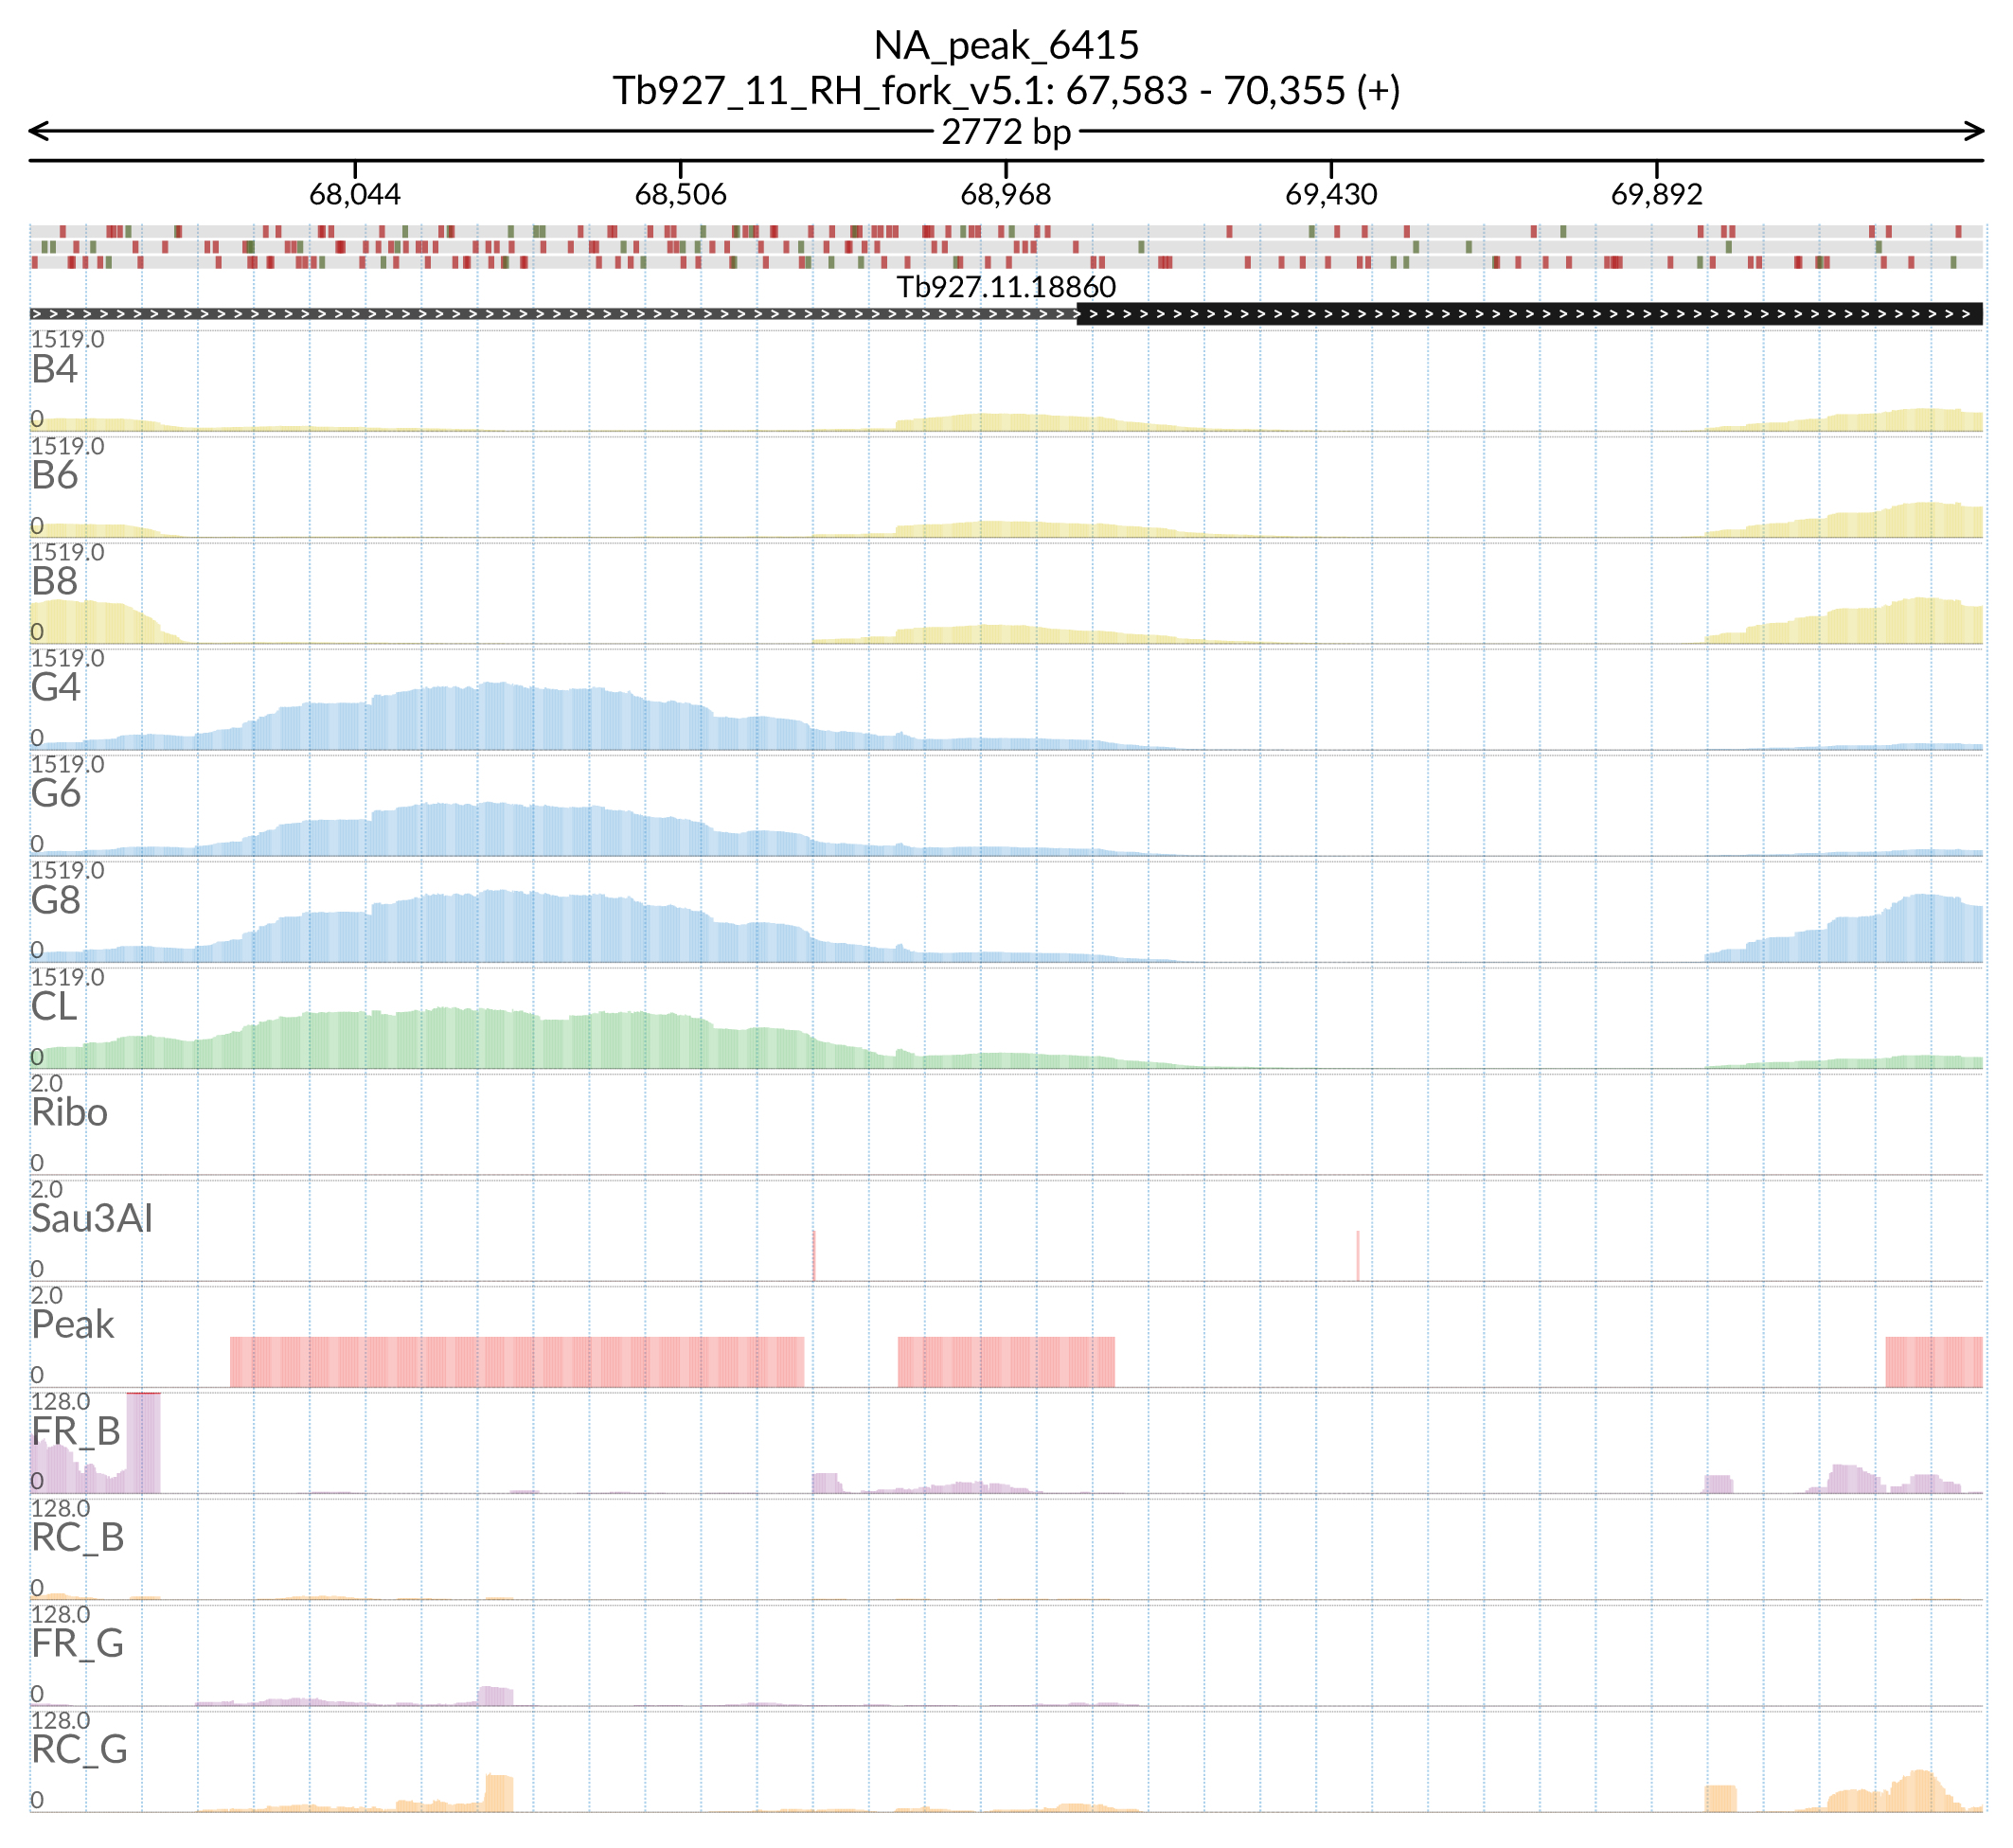 NA_peak_6415
Tb927_11_RH_fork_v5.1: 67,583 - 70,355 (+)
2772 bp
68,044 68,506 68,968 69,430 69,892
Tb927.11.18860
1519.0
B4
0
1519.0
B6
0
1519.0
B8
0
1519.0
G4
0
1519.0
G6
0
1519.0
G8
0
1519.0
CL
0
2.0
Ribo
0
2.0
Sau3AI
0
2.0
Peak
0
128.0
FR_B
0
128.0
RC_B
0
128.0
FR_G
0
128.0
RC_G
0